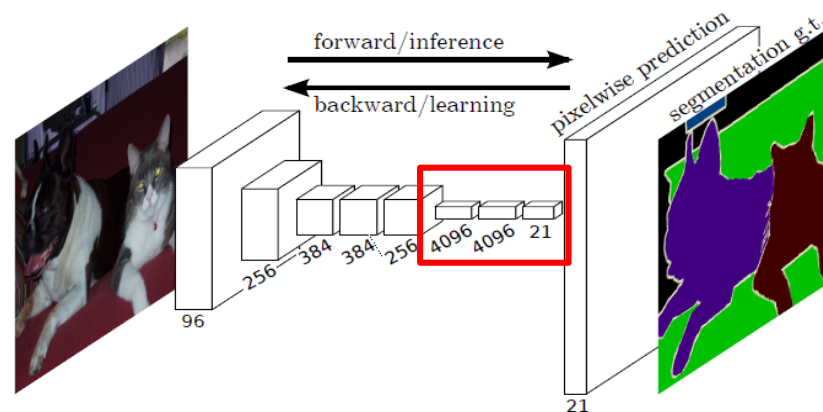 forward/inference
backward/learning
pixelwise prediction
segmentation g.t.
96
256
384
384
256
4096
4096
21
21